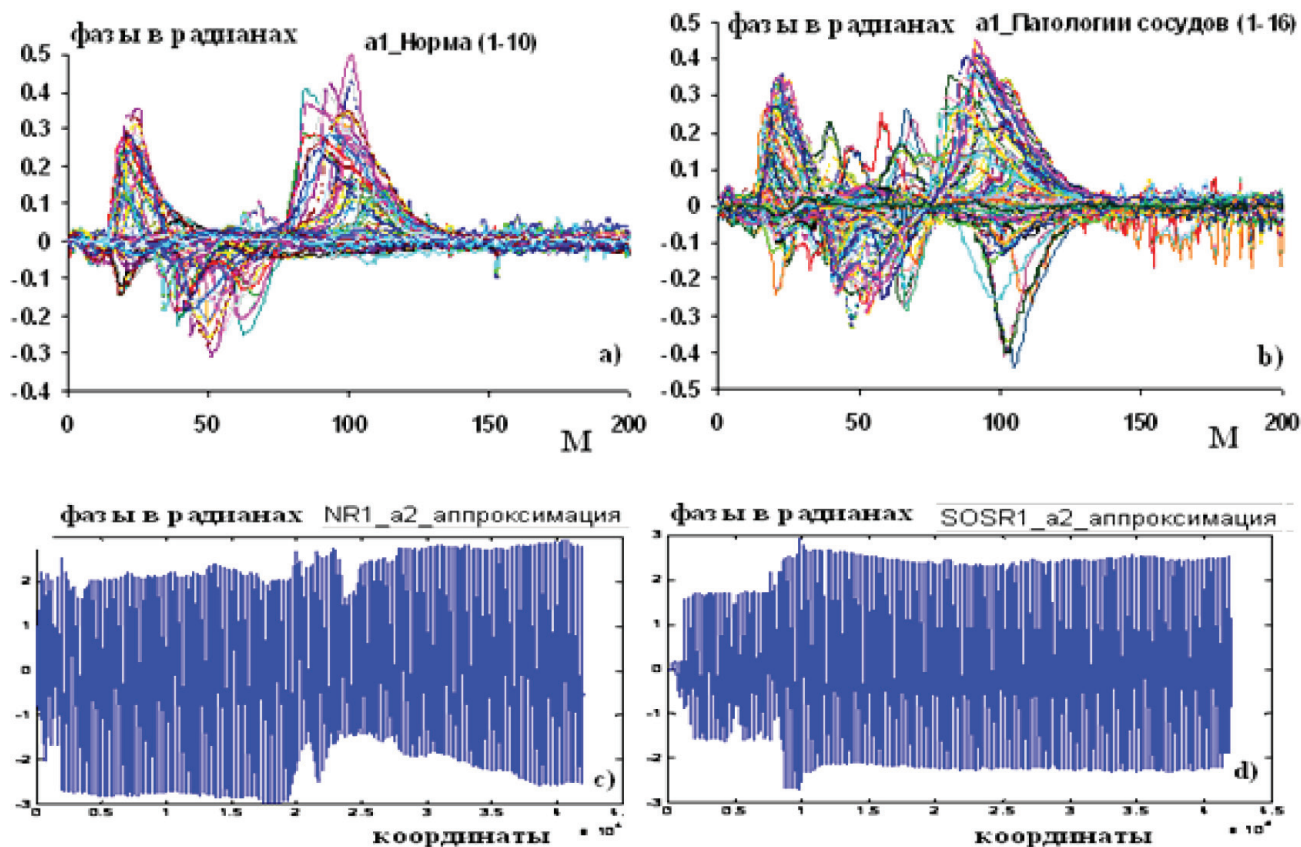 фазы в радианах
а1_Норма (1-10)
0.5
0.4
0.3
0.2
0.1
0
-0.1
-0.2
-0.3
-0.4
0 50 100 150 200
M
a)
фазы в радианах
а1_Патологии сосудов (1-16)
0.5
0.4
0.3
0.2
0.1
0
-0.1
-0.2
-0.3
-0.4
-0.5
0 50 100 150 200
M
b)
фазы в радианах NR1_a2_аппроксимация
2
1
0
-1
-2
-3
0 0.5 1 1.5 2 2.5 3 3.5 4 4.5
координаты
c)
фазы в радианах SOSR1_a2_аппроксимация
3
2
1
0
-1
-2
-3
0 0.5 1 1.5 2 2.5 3 3.5 4 4.5
координаты
d)